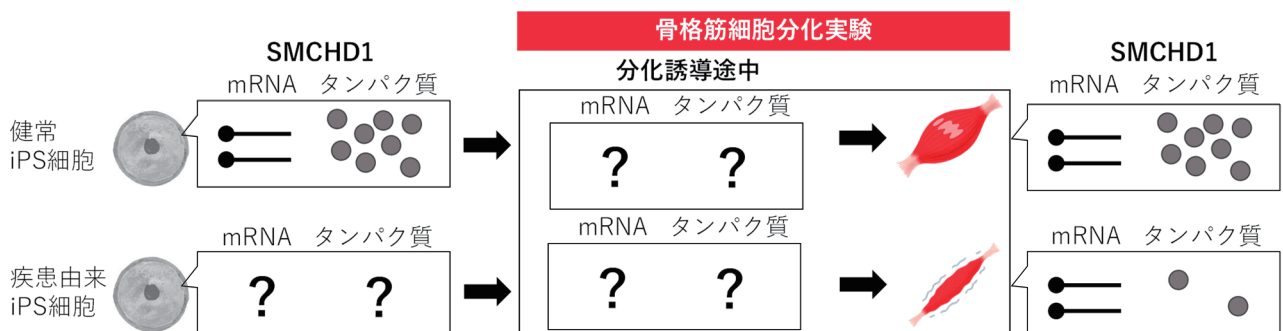 骨格筋細胞分化実験
SMCHD1
分化誘導途中
SMCHD1
mRNA タンパク質
mRNA タンパク質
mRNA タンパク質
健常
iPS細胞
? ?
mRNA タンパク質
mRNA タンパク質
mRNA タンパク質
疾患由来
iPS細胞
? ?
? ?